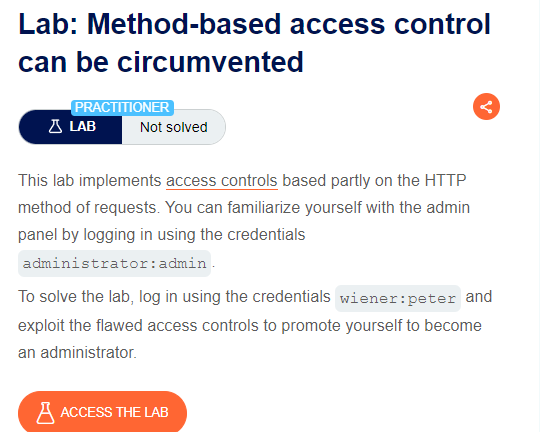 Lab: Method-based access control
can be circumvented
PRACTITIONER
LAB
Not solved
This lab implements access controls based partly on the HTTP
method of requests. You can familiarize yourself with the admin
panel by logging in using the credentials
administrator:admin.
To solve the lab, log in using the credentials wiener:peter and
exploit the flawed access controls to promote yourself to become
an administrator.
ACCESS THE LAB